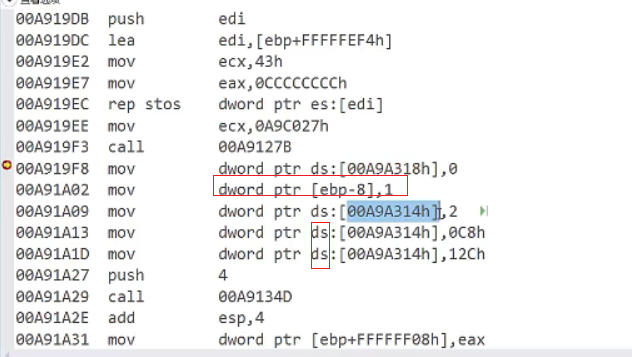 查看选项
00A919DB push edi
00A919DC lea edi,[ebp+FFFFFEF4h]
00A919E2 mov ecx,43h
00A919E7 mov eax,0CCCCCCCCh
00A919EC rep stos dword ptr es:[edi]
00A919EE mov ecx,0A9C027h
00A919F3 call 00A9127B
00A919F8 mov dword ptr ds:[00A9A318h],0
00A91A02 mov dword ptr [ebp-8],1
00A91A09 mov dword ptr ds:[00A9A314h],2
00A91A13 mov dword ptr ds:[00A9A314h],0C8h
00A91A1D mov dword ptr ds:[00A9A314h],12Ch
00A91A27 push 4
00A91A29 call 00A9134D
00A91A2E add esp,4
00A91A31 mov dword ptr [ebp+FFFFFF08h],eax